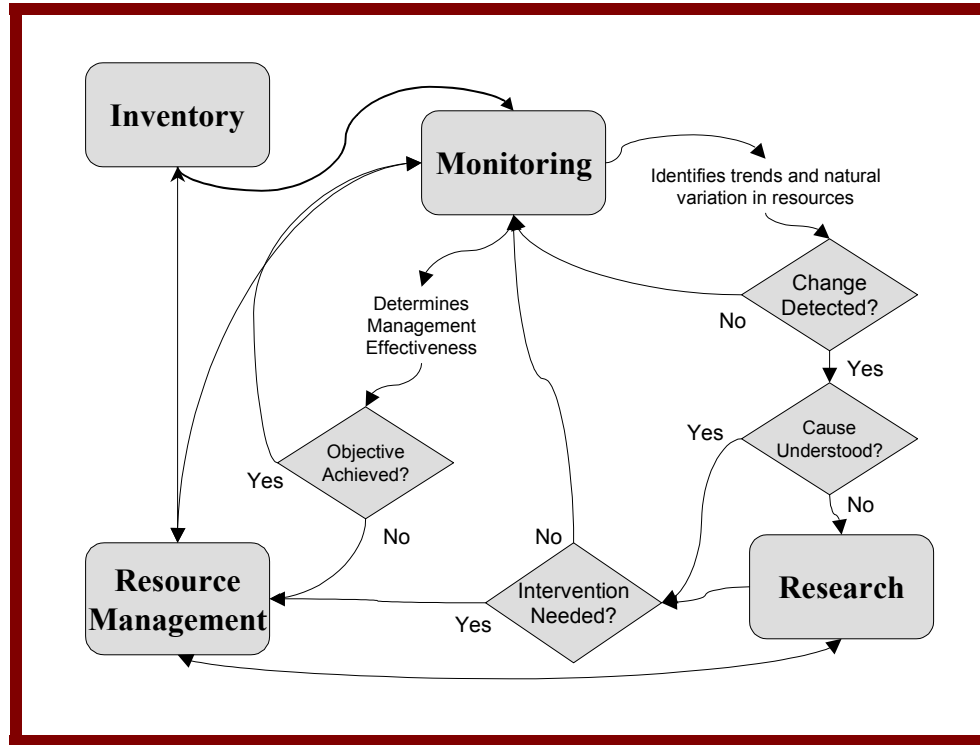 Inventory
Monitoring
Identifies trends and natural
variation in resources
Change
Detected?
No
Yes
Determines
Management
Effectiveness
Cause
Understood?
Yes
No
Objective
Achieved?
Yes
No
Resource
Management
Intervention
Needed?
No
Yes
Research